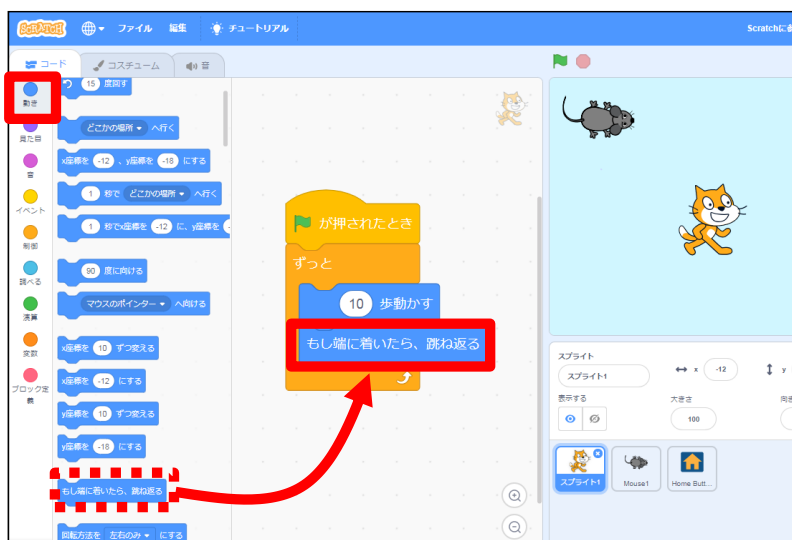 SCRATCH ファイル 編集 チュートリアル Scratchに参
コード コスチューム 音
動き
見た目
音
イベント
制御
調べる
演算
変数
ブロック定
義
15 度回す
どこかの場所 へ行く
x座標を -12 、y座標を -18 にする
1 秒で どこかの場所 へ行く
1 秒でx座標を -12 に、y座標を
90 度に向ける
マウスのポインター へ向ける
x座標を 10 ずつ変える
x座標を -12 にする
y座標を 10 ずつ変える
y座標を -18 にする
もし端に着いたら、跳ね返る
回転方法を 左右のみ にする
が押されたとき
ずっと
10 歩動かす
もし端に着いたら、跳ね返る
スプライト
スプライト1 x -12 y
表示する 大きさ 向き
100
スプライト1 Mouse1 Home Butt...